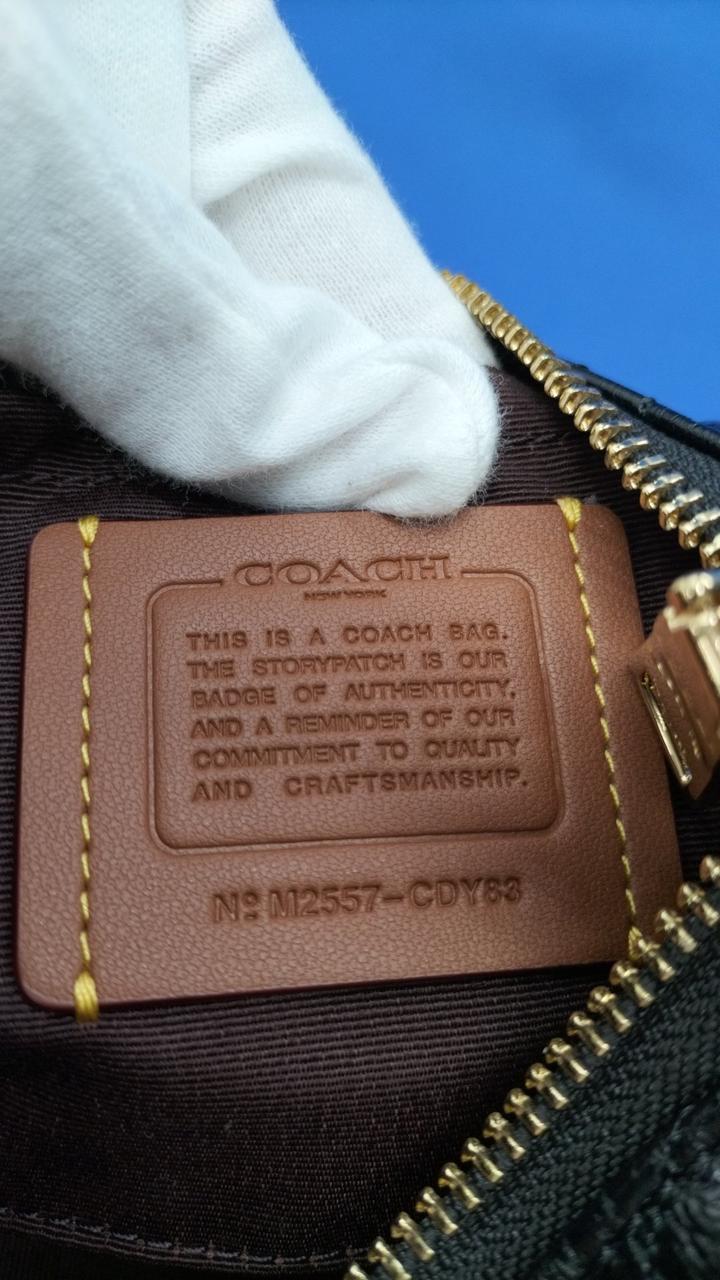 COACH
NEW YORK
THIS IS A COACH BAG.
THE STORYPATCH IS OUR
BADGE OF AUTHENTICITY,
AND A REMINDER OF OUR
COMMITMENT TO QUALITY
AND CRAFTSMANSHIP.
Nº M2557-CDY83